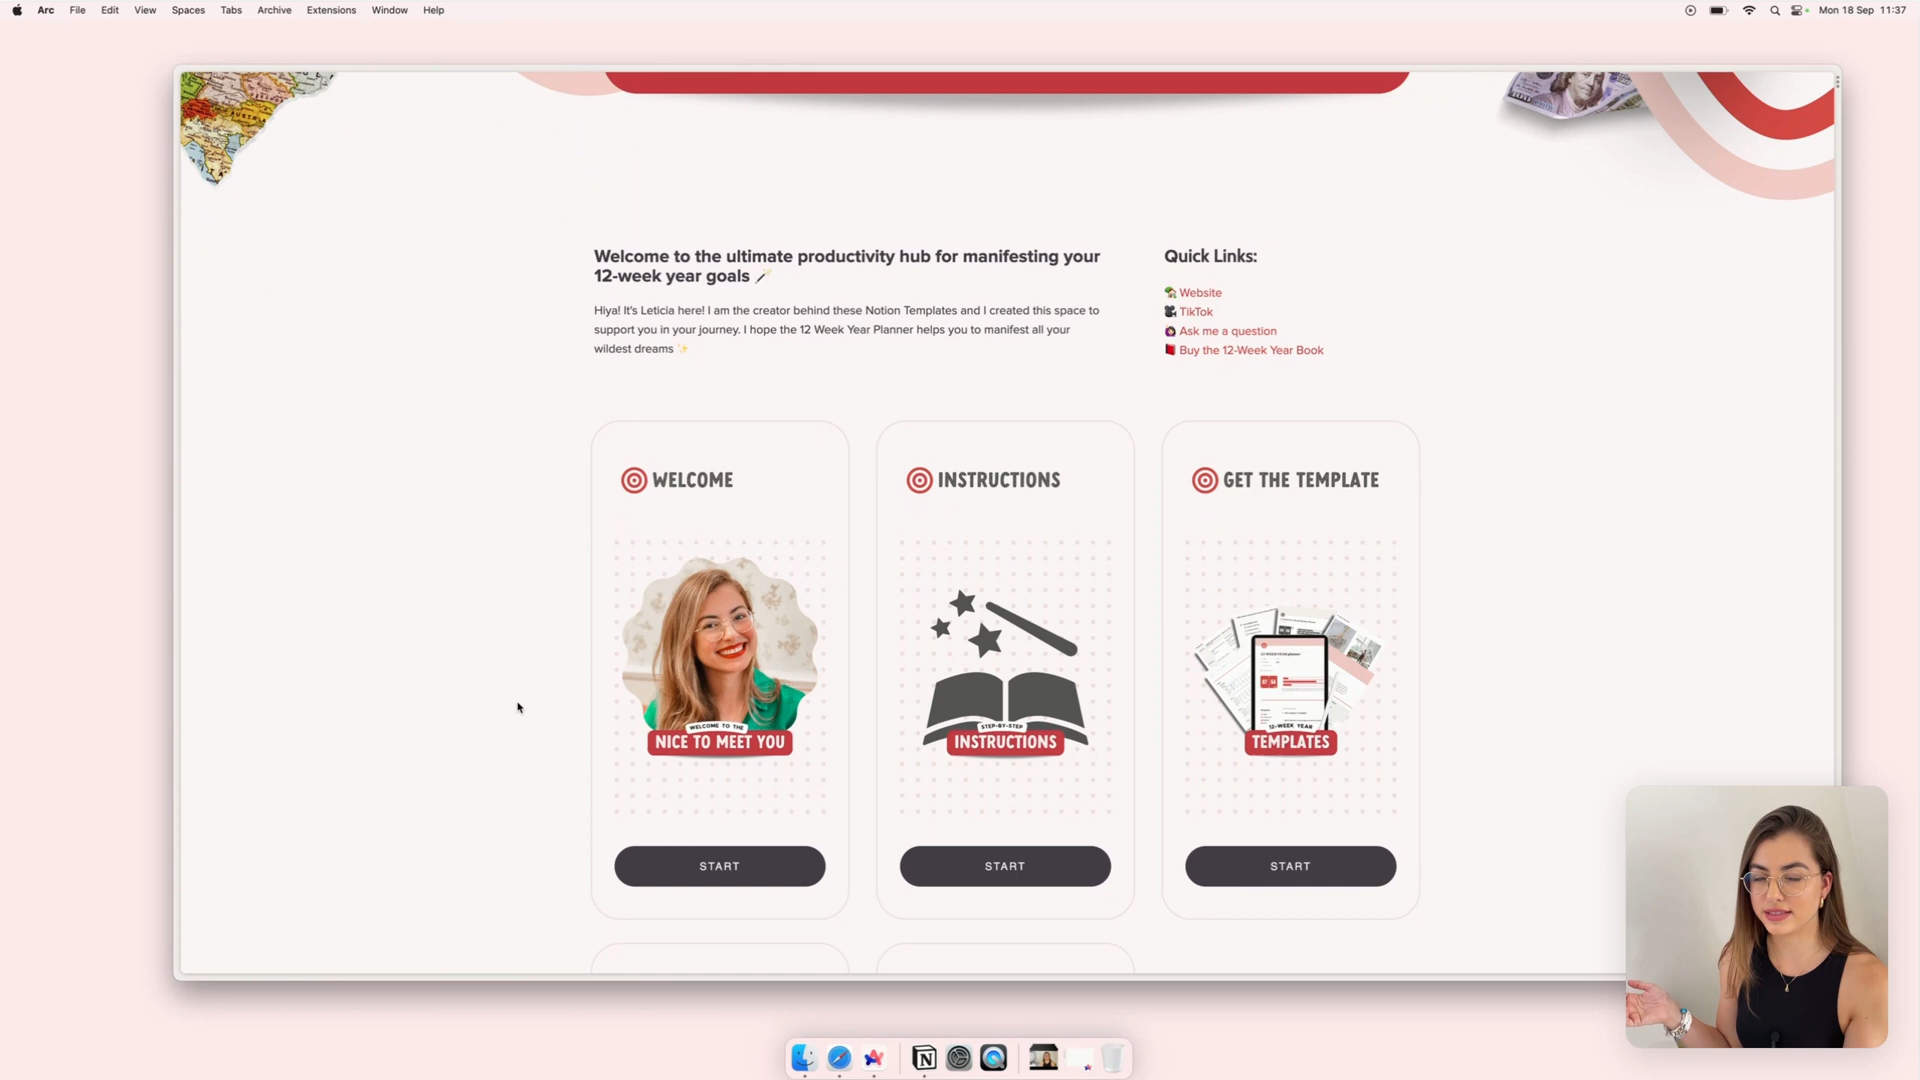 Arc File Edit View Spaces Tabs Archive Extensions Window Help
Mon 18 Sep 11:37
AUSTRIA
Welcome to the ultimate productivity hub for manifesting your
12-week year goals
Hiya! It's Leticia here! I am the creator behind these Notion Templates and I created this space to
support you in your journey. I hope the 12 Week Year Planner helps you to manifest all your
wildest dreams
Quick Links:
Website
TikTok
Ask me a question
Buy the 12-Week Year Book
WELCOME
WELCOME TO THE
NICE TO MEET YOU
START
INSTRUCTIONS
STEP-BY-STEP
INSTRUCTIONS
START
GET THE TEMPLATE
12-WEEK YEAR
TEMPLATES
START